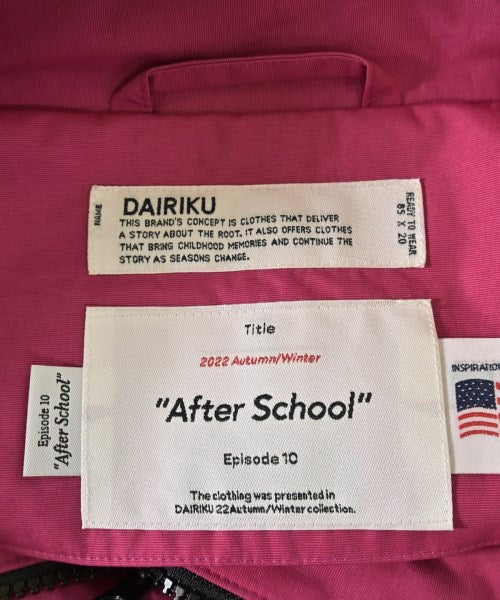 NAME
DAIRIKU
THIS BRAND'S CONCEPT IS CLOTHES THAT DELIVER
A STORY ABOUT THE ROOT. IT ALSO OFFERS CLOTHES
THAT BRING CHILDHOOD MEMORIES AND CONTINUE THE
STORY AS SEASONS CHANGE.
READY TO WEAR
85 X 20
Title
2022 Autumn/Winter
"After School"
Episode 10
The clothing was presented in
DAIRIKU 22Autumn/Winter collection.
Episode 10
"After School"
INSPIRATIO